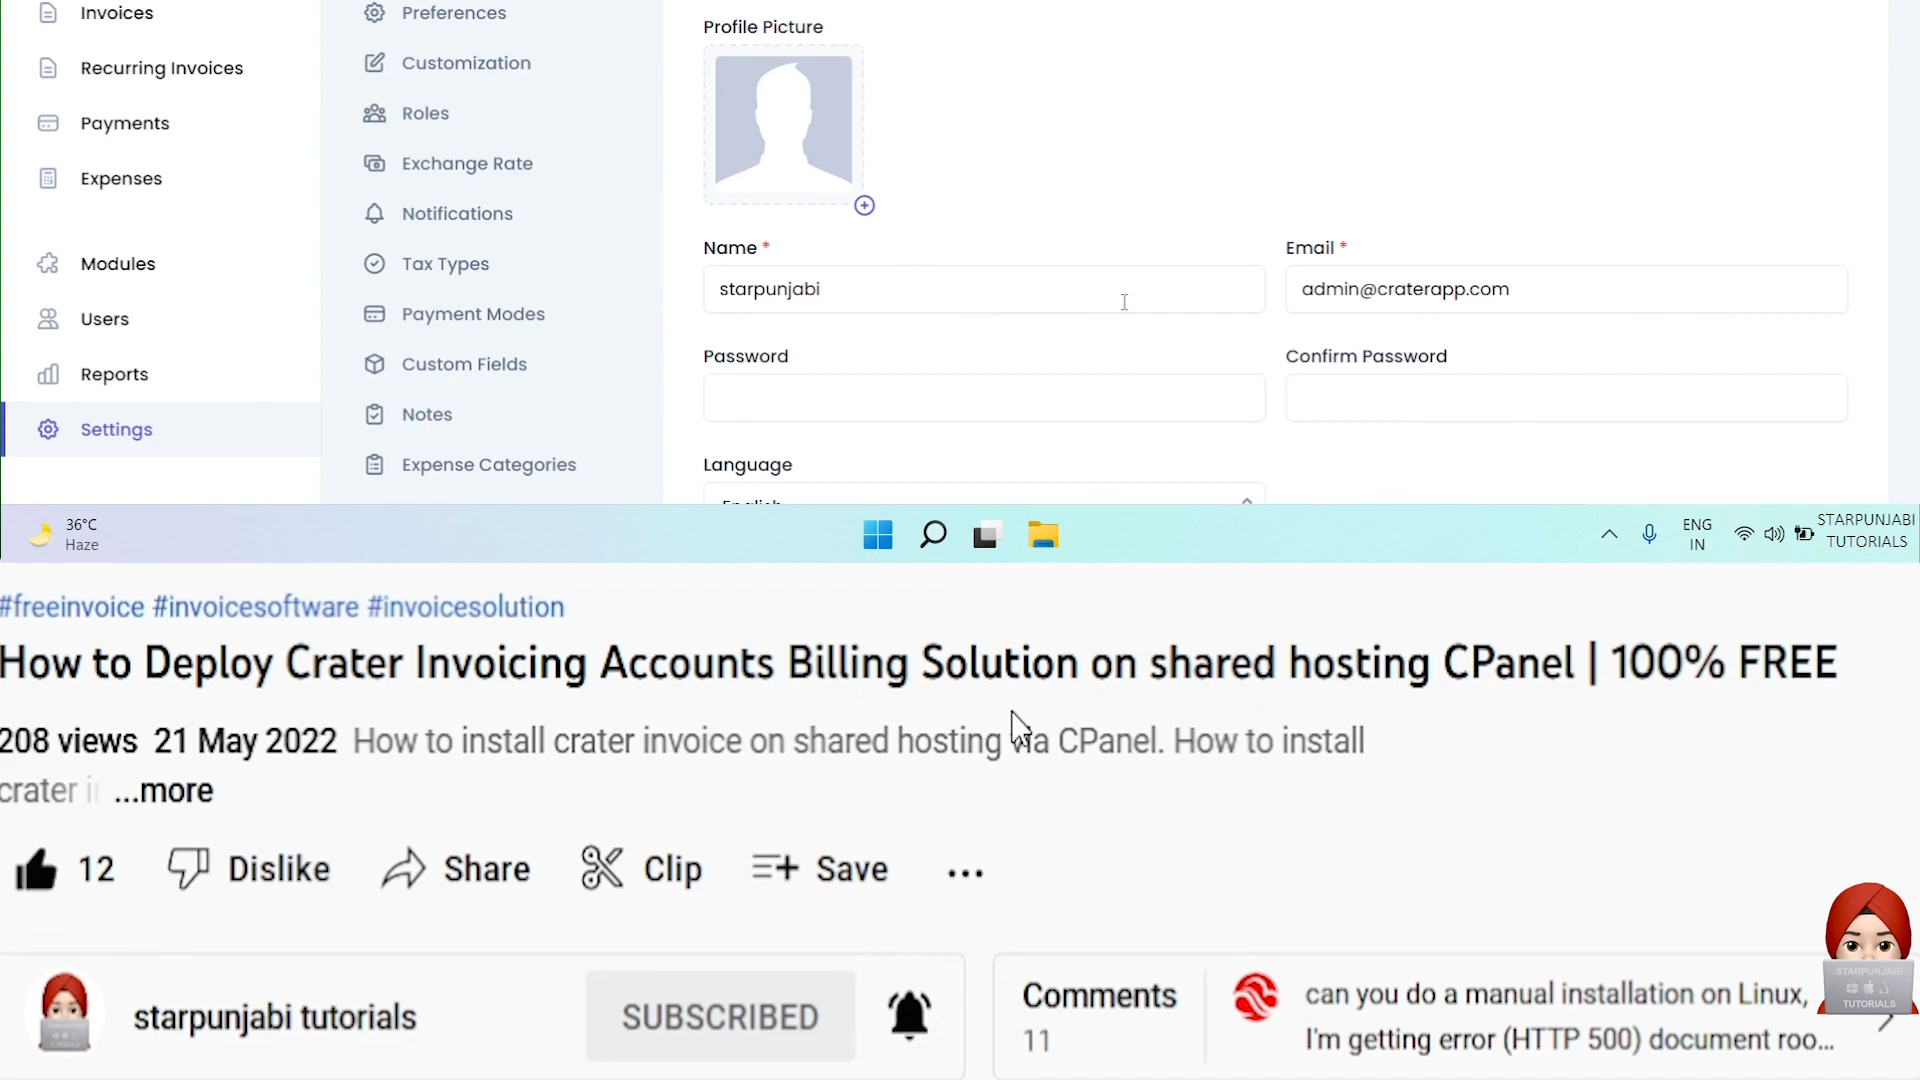 Invoices
Recurring Invoices
Payments
Expenses
Modules
Users
Reports
Settings
Preferences
Customization
Roles
Exchange Rate
Notifications
Tax Types
Payment Modes
Custom Fields
Notes
Expense Categories
Profile Picture
Name *
starpunjabi
Email *
admin@craterapp.com
Password
Confirm Password
Language
English
36°C
Haze
ENG
IN
STARPUNJABI
TUTORIALS
#freeinvoice #invoicesoftware #invoicesolution
How to Deploy Crater Invoicing Accounts Billing Solution on shared hosting CPanel | 100% FREE
208 views 21 May 2022 How to install crater invoice on shared hosting via CPanel. How to install
crater i ...more
12 Dislike Share Clip Save ...
starpunjabi tutorials SUBSCRIBED
Comments
11
can you do a manual installation on Linux,
I'm getting error (HTTP 500) document roo...
STARPUNJABI
TUTORIALS